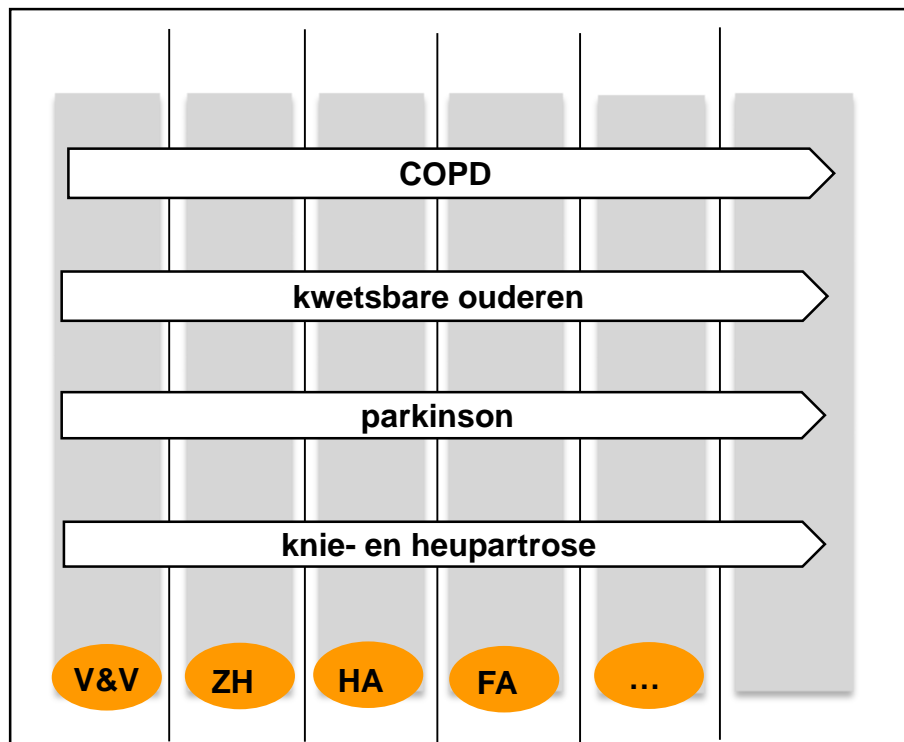 COPD
kwetsbare ouderen
parkinson
knie- en heupartrose
V&V ZH HA FA …